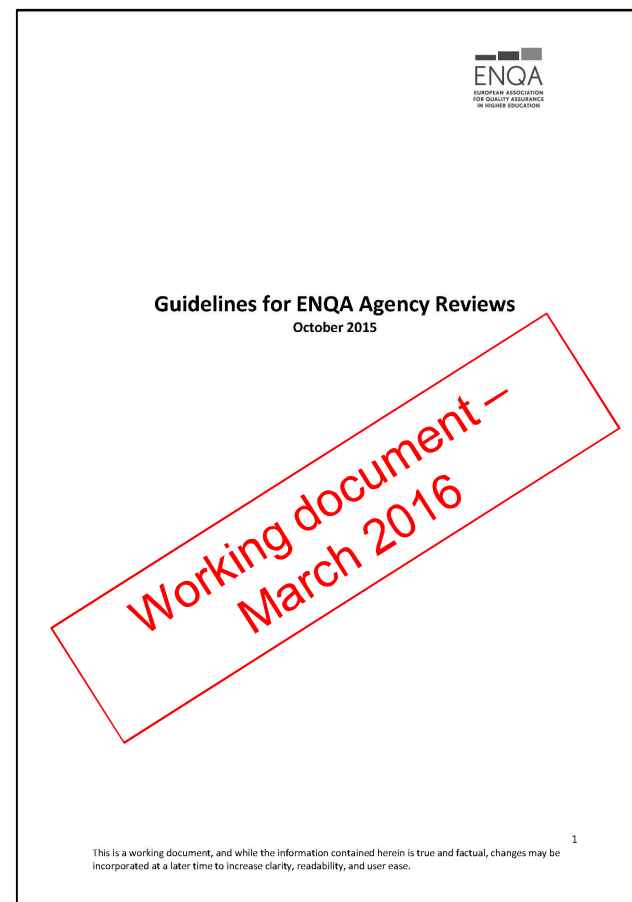 ENQA
EUROPEAN ASSOCIATION
FOR QUALITY ASSURANCE
IN HIGHER EDUCATION
Guidelines for ENQA Agency Reviews
October 2015
Working document –
March 2016
1
This is a working document, and while the information contained herein is true and factual, changes may be
incorporated at a later time to increase clarity, readability, and user ease.